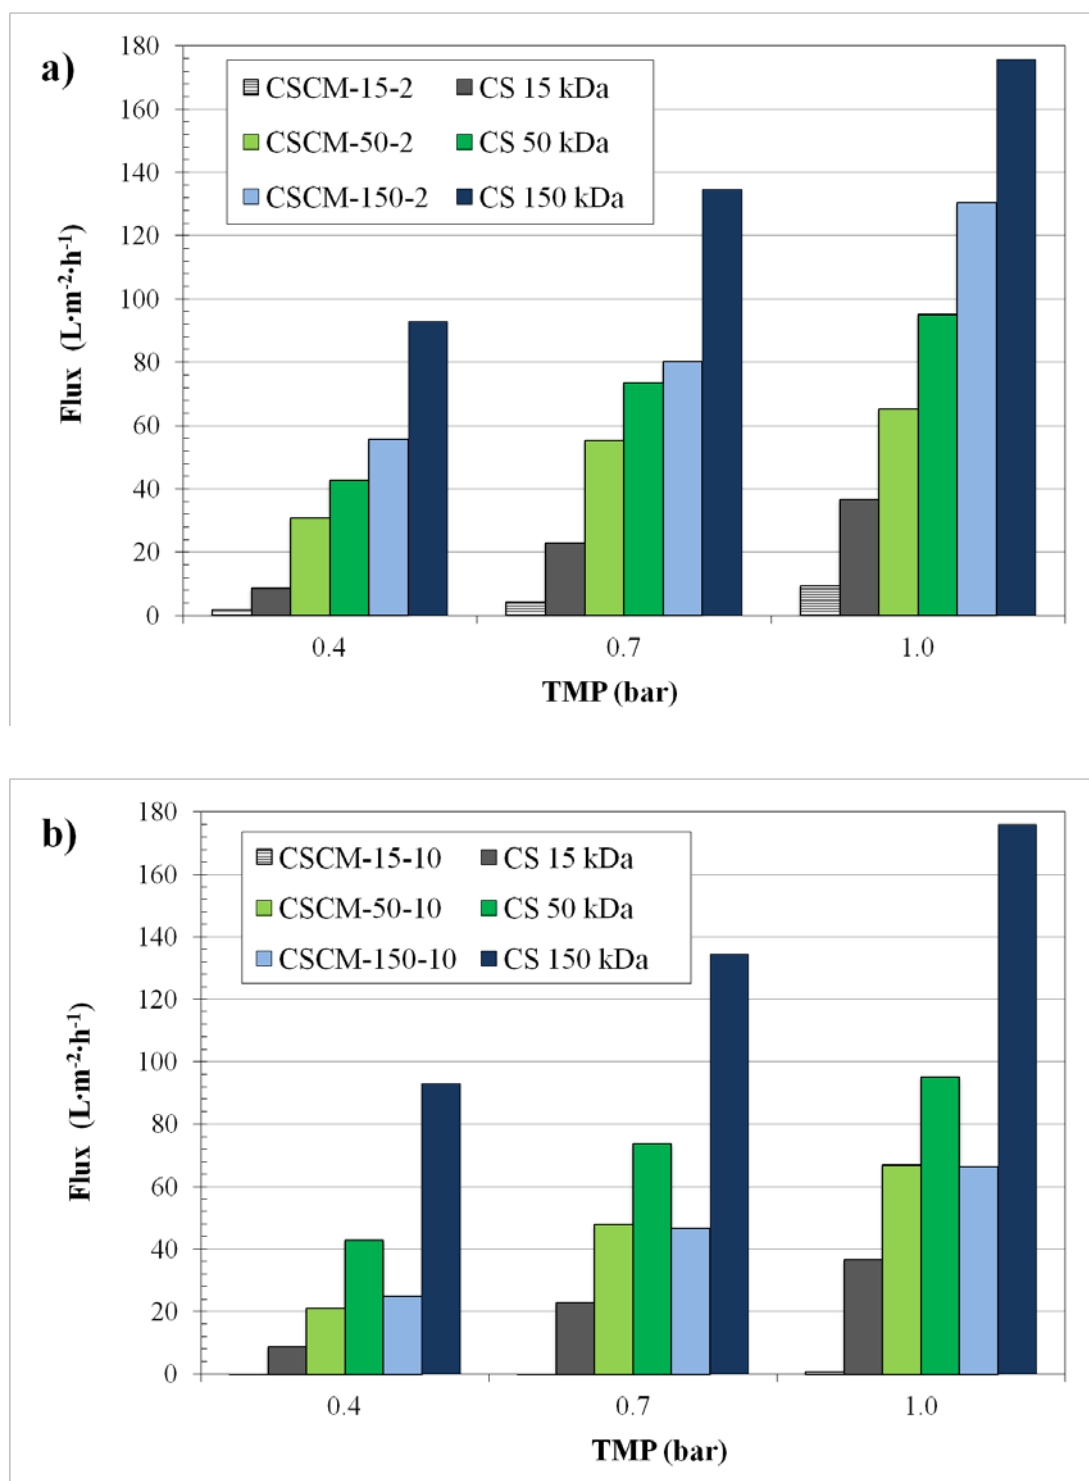 a)
180
160
140
120
100
80
60
40
20
0
Flux (L·m⁻²·h⁻¹)
CSCM-15-2 CS 15 kDa
CSCM-50-2 CS 50 kDa
CSCM-150-2 CS 150 kDa
0.4 0.7 1.0
TMP (bar)
b)
180
160
140
120
100
80
60
40
20
0
Flux (L·m⁻²·h⁻¹)
CSCM-15-10 CS 15 kDa
CSCM-50-10 CS 50 kDa
CSCM-150-10 CS 150 kDa
0.4 0.7 1.0
TMP (bar)